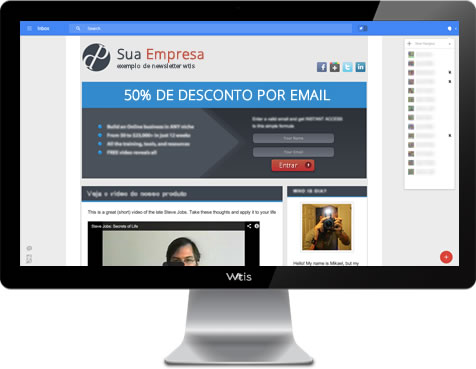 Inbox
Search
Sua Empresa
exemplo de newsletter wtis
50% DE DESCONTO POR EMAIL
Build an Online business in ANY niche
From $0 to $25,000+ in just 12 weeks
All the training, tools, and resources
FREE video reveals all
Enter a valid email and get INSTANT ACCESS
to this simple formula
Your Name
Your Email
Entrar
Veja o video do nosso produto
WHO IS DIA?
This is a great (short) video of the late Steve Jobs. Take these thoughts and apply it to your life
Steve Jobs: Secrets of Life
Hello! My name is Mikael, but my
wtis